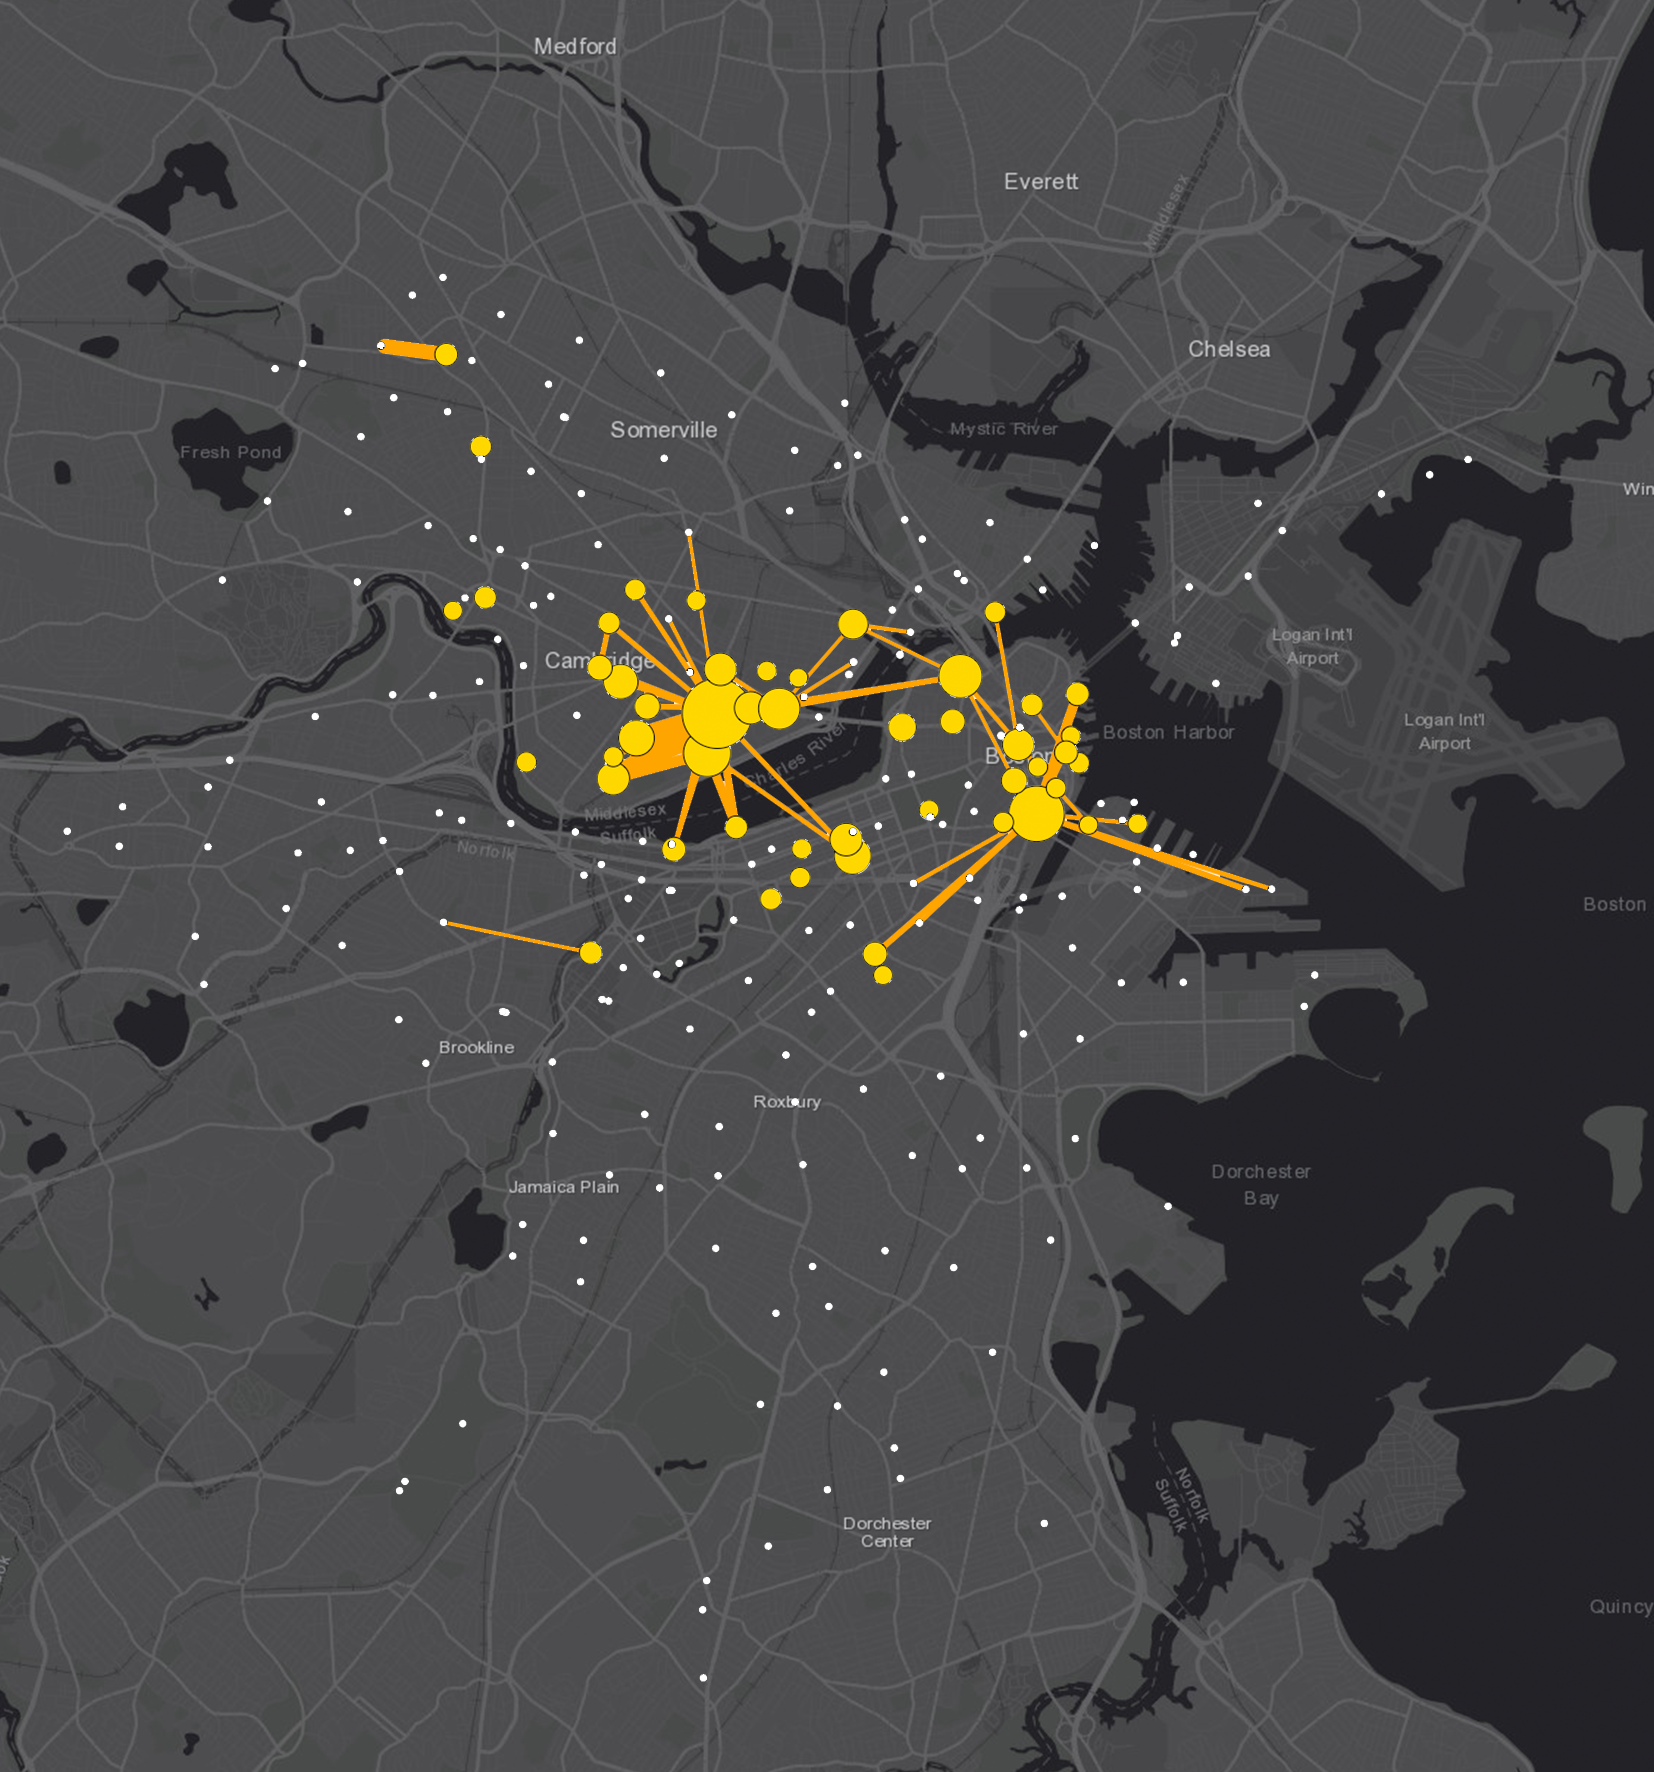 Medford
Everett
Middlesex
Chelsea
Somerville
Mystic River
Fresh Pond
Win
Logan Int'l
Airport
Cambridge
Logan Int'l
Airport
Boston Harbor
Boston
Charles River
Middlesex
Suffolk
Norfolk
Boston
Brookline
Roxbury
Dorchester
Bay
Jamaica Plain
Norfolk
Suffolk
Dorchester
Center
Quincy